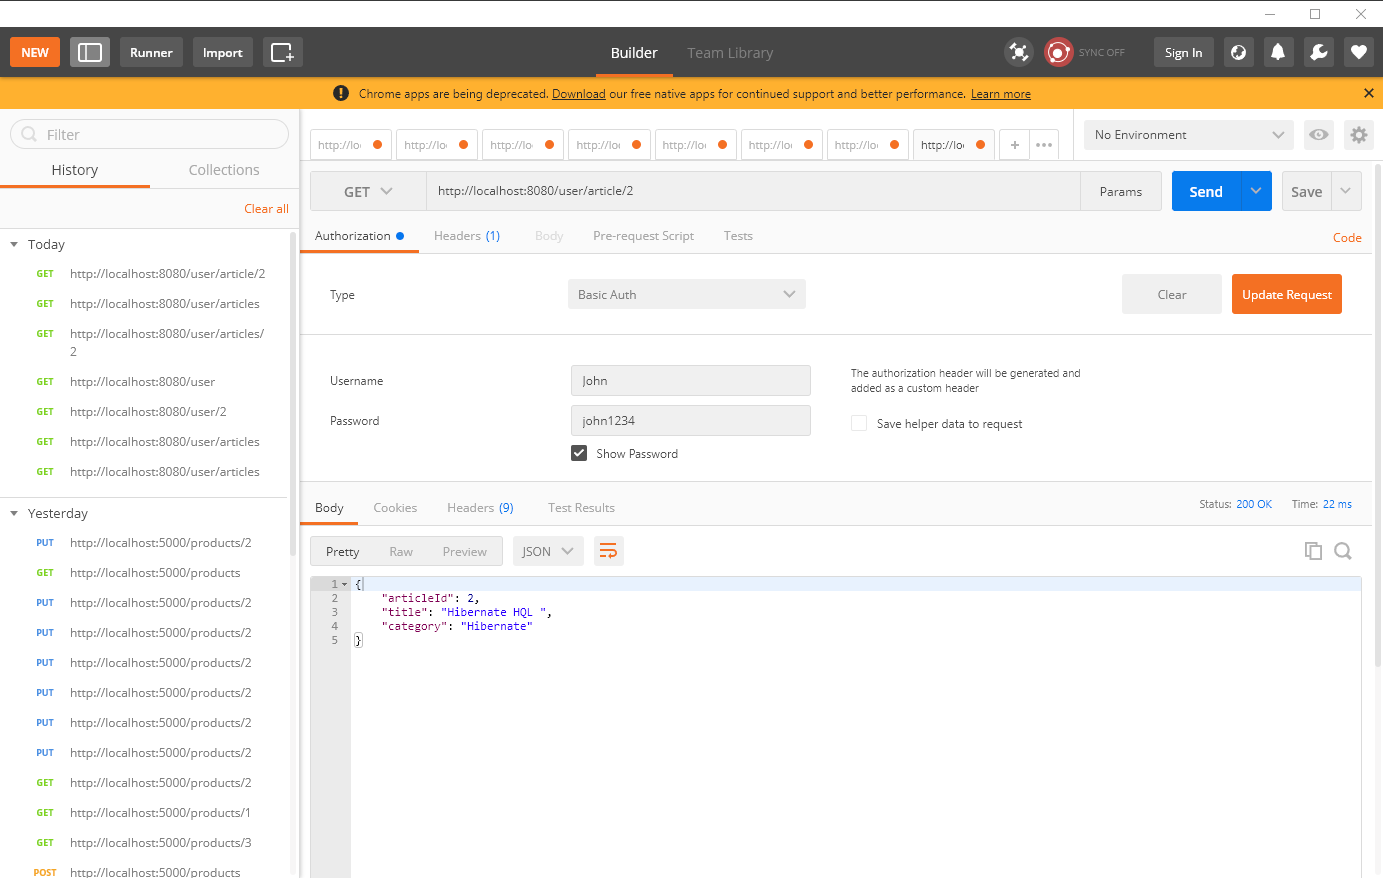 NEW
Runner
Import
Builder
Team Library
SYNC OFF
Sign In
Chrome apps are being deprecated. Download our free native apps for continued support and better performance. Learn more
Filter
History
Collections
Clear all
Today
GET http://localhost:8080/user/article/2
GET http://localhost:8080/user/articles
GET http://localhost:8080/user/articles/
2
GET http://localhost:8080/user
GET http://localhost:8080/user/2
GET http://localhost:8080/user/articles
GET http://localhost:8080/user/articles
Yesterday
PUT http://localhost:5000/products/2
GET http://localhost:5000/products
PUT http://localhost:5000/products/2
PUT http://localhost:5000/products/2
PUT http://localhost:5000/products/2
PUT http://localhost:5000/products/2
PUT http://localhost:5000/products/2
PUT http://localhost:5000/products/2
GET http://localhost:5000/products/2
GET http://localhost:5000/products/1
GET http://localhost:5000/products/3
POST http://localhost:5000/products
http://lo
http://lo
http://lo
http://lo
http://lo
http://lo
http://lo
http://lo
No Environment
GET
http://localhost:8080/user/article/2
Params
Send
Save
Authorization
Headers (1)
Body
Pre-request Script
Tests
Code
Type
Basic Auth
Clear
Update Request
Username
John
The authorization header will be generated and
added as a custom header
Password
john1234
Save helper data to request
Show Password
Body
Cookies
Headers (9)
Test Results
Status: 200 OK
Time: 22 ms
Pretty
Raw
Preview
JSON
1 {
2 "articleId": 2,
3 "title": "Hibernate HQL ",
4 "category": "Hibernate"
5 }